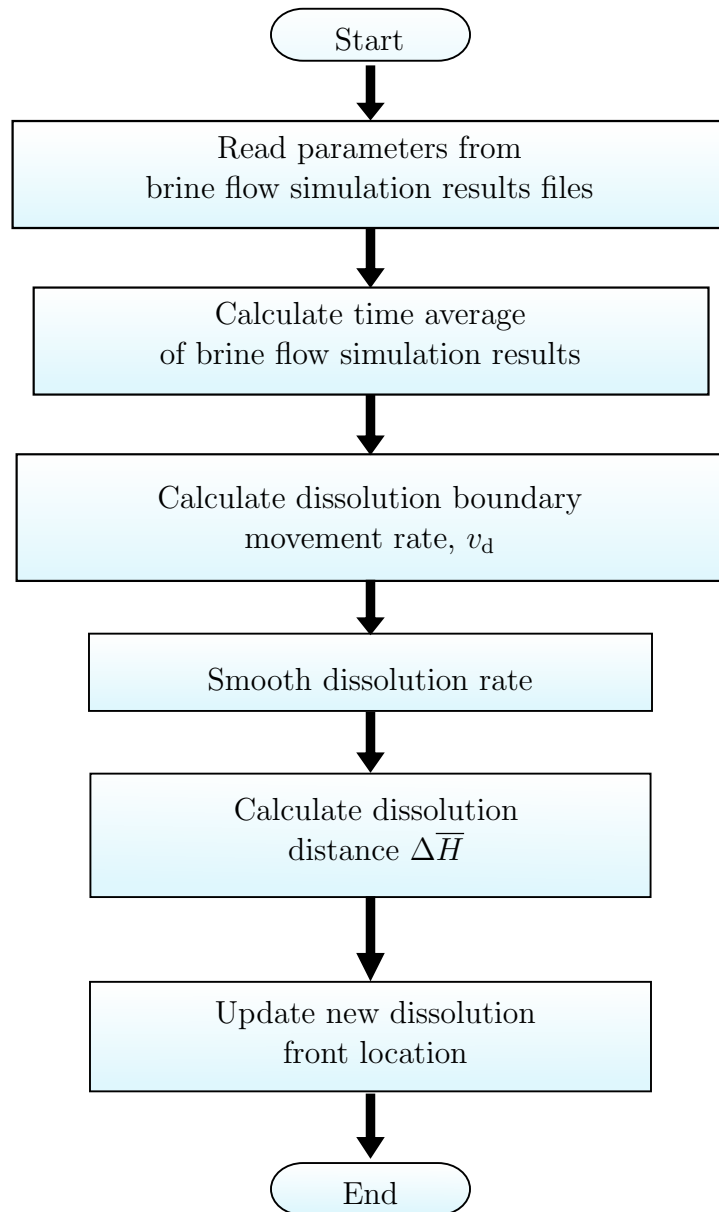 Start
Read parameters from
brine flow simulation results files
Calculate time average
of brine flow simulation results
Calculate dissolution boundary
movement rate, v_d
Smooth dissolution rate
Calculate dissolution
distance ΔH̅
Update new dissolution
front location
End